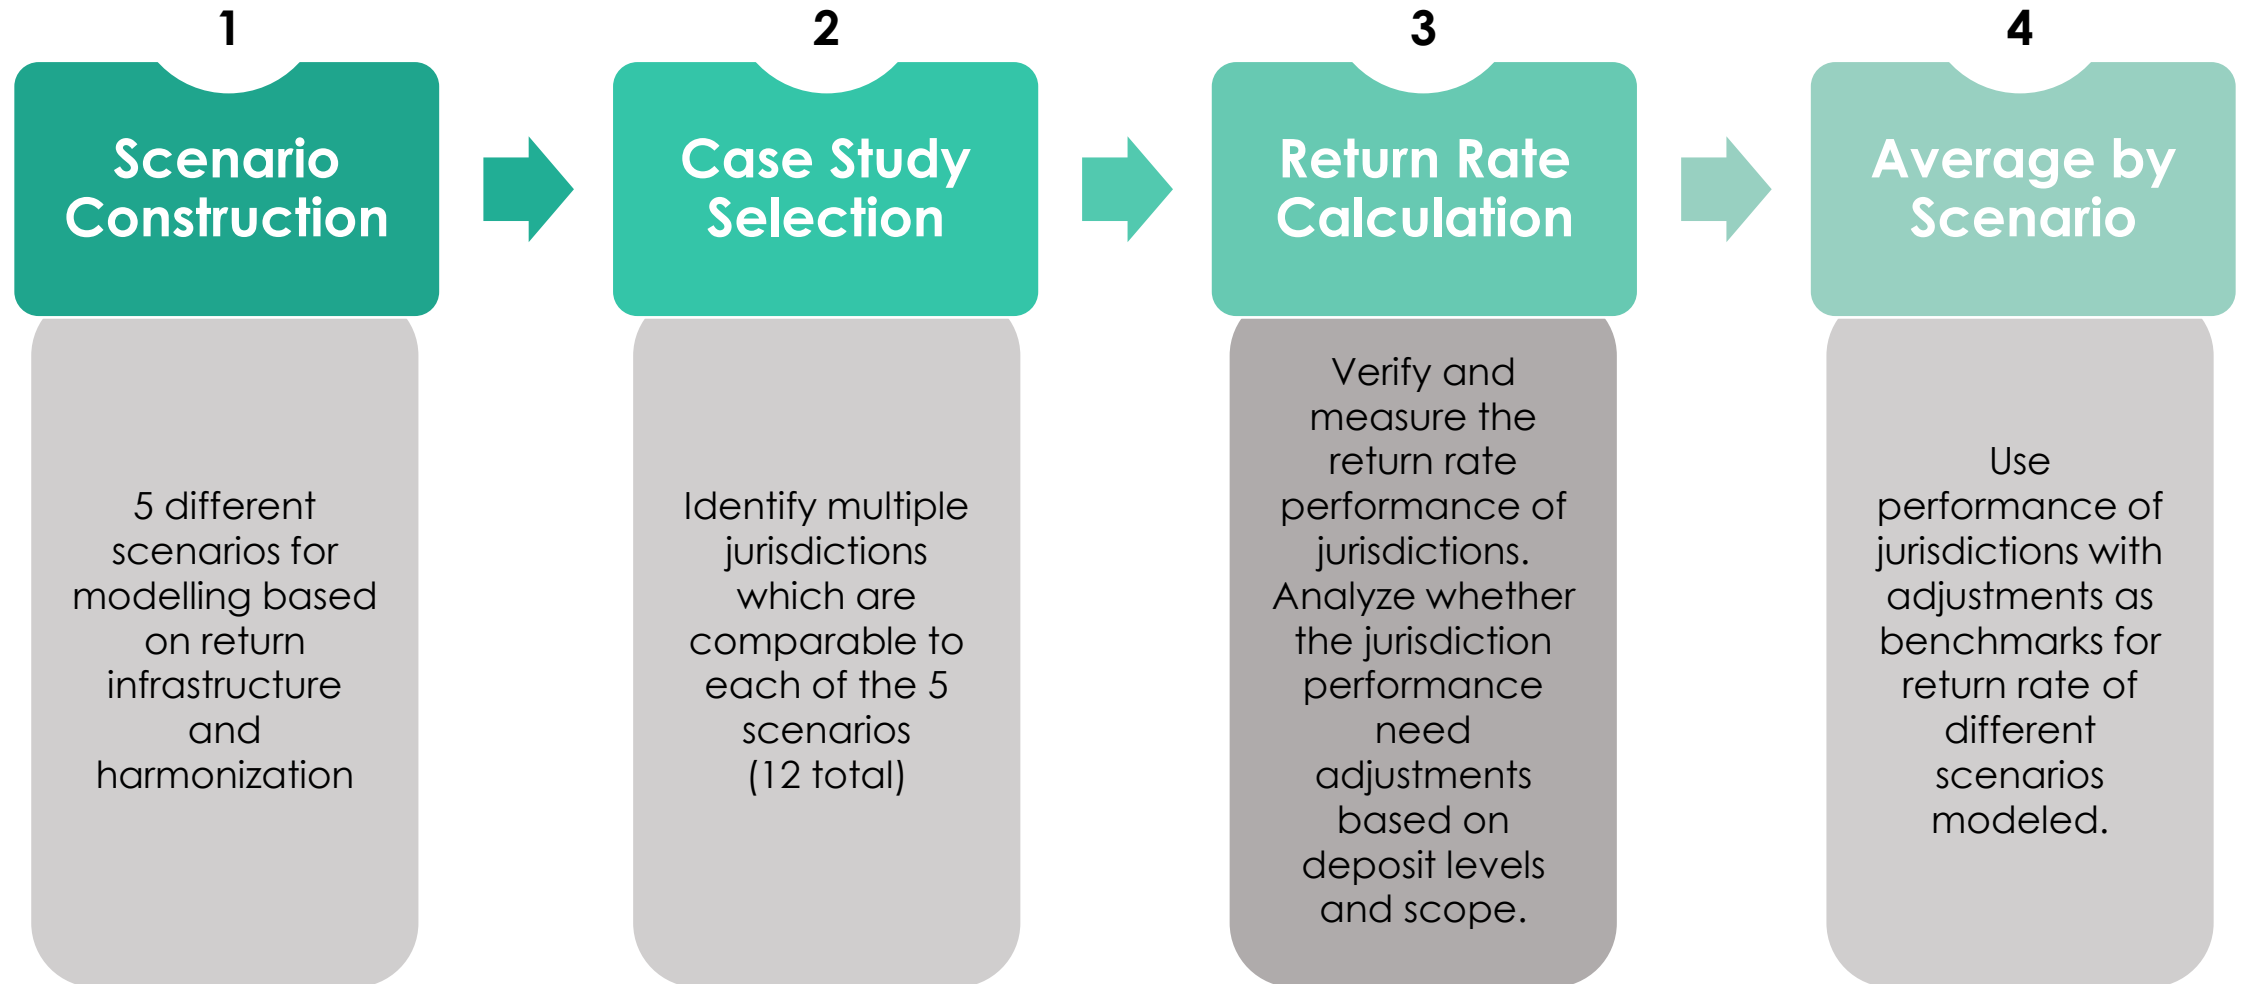 1
Scenario
Construction
5 different
scenarios for
modelling based
on return
infrastructure
and
harmonization
2
Case Study
Selection
Identify multiple
jurisdictions
which are
comparable to
each of the 5
scenarios
(12 total)
3
Return Rate
Calculation
Verify and
measure the
return rate
performance of
jurisdictions.
Analyze whether
the jurisdiction
performance
need
adjustments
based on
deposit levels
and scope.
4
Average by
Scenario
Use
performance of
jurisdictions with
adjustments as
benchmarks for
return rate of
different
scenarios
modeled.